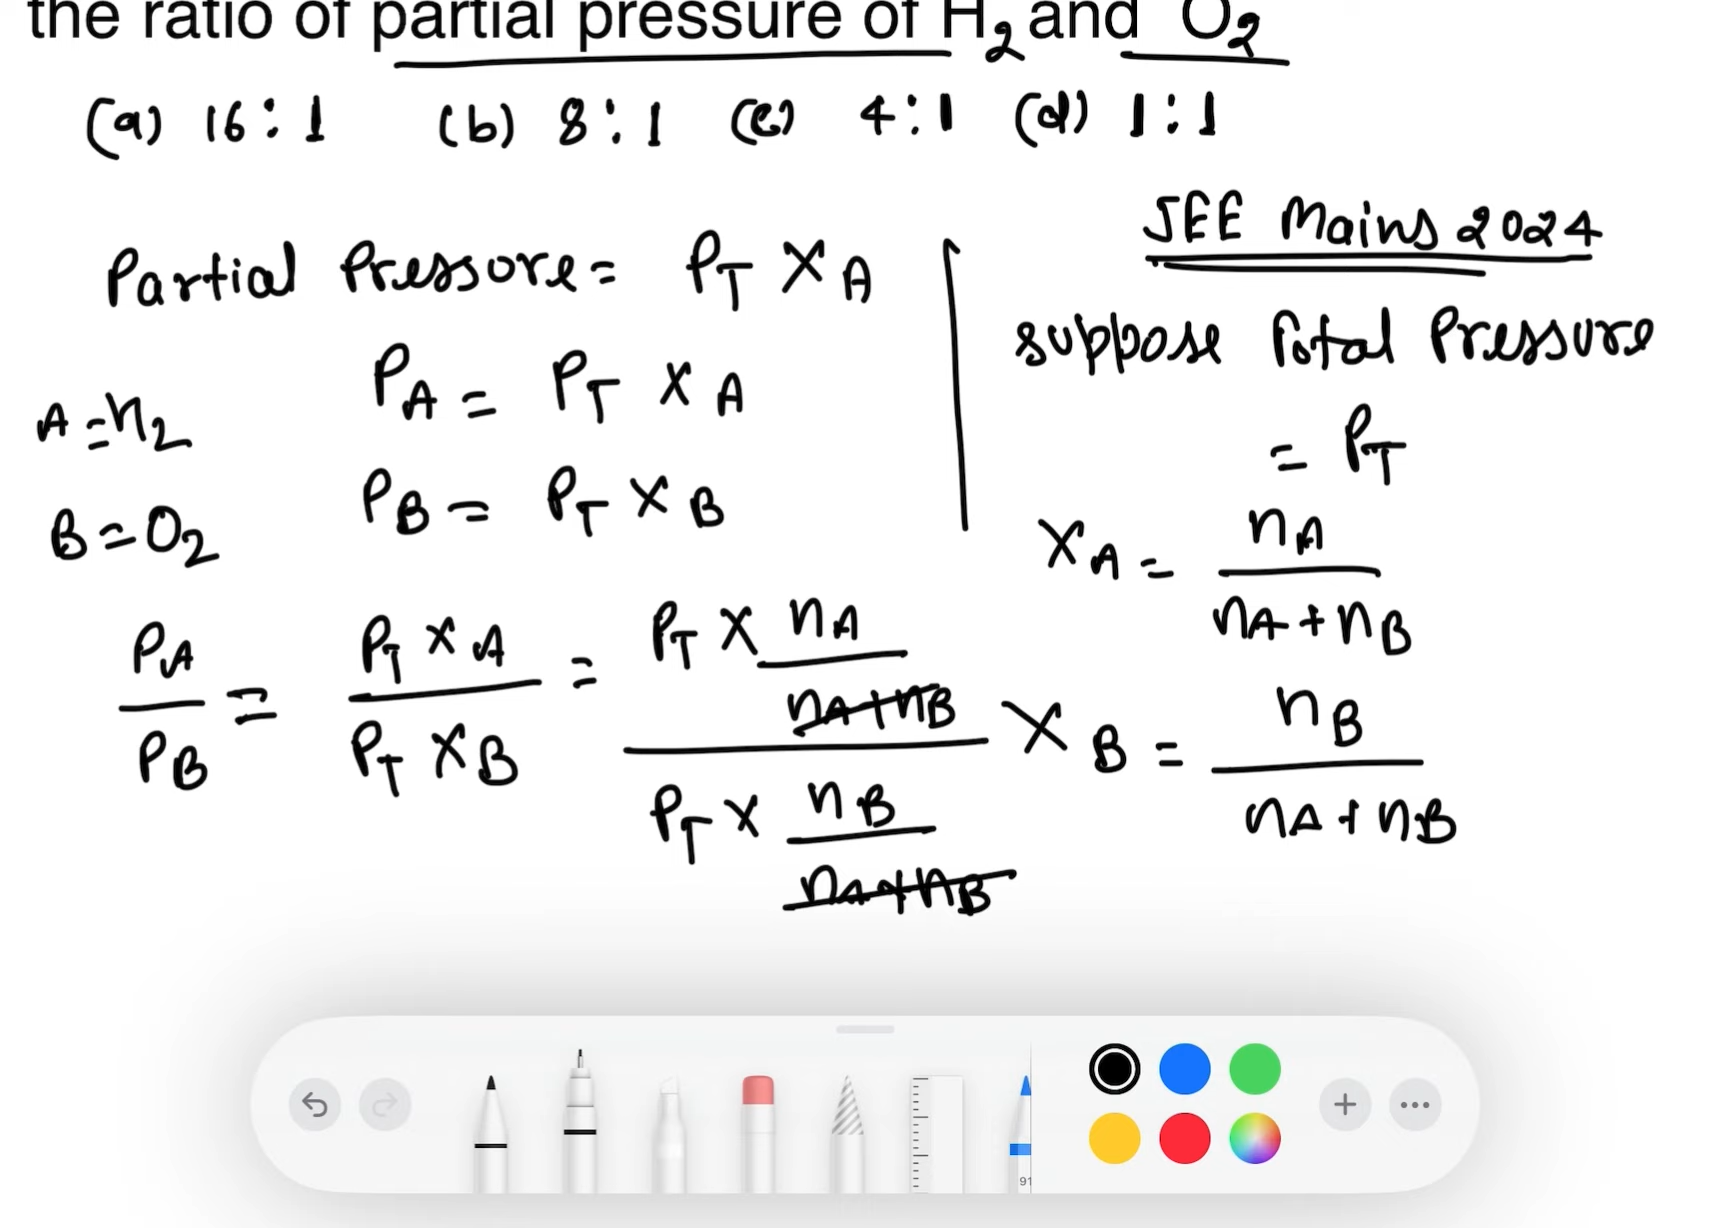 the ratio of partial pressure of H2 and O2
(a) 16:1 (b) 8:1 (c) 4:1 (d) 1:1
JEE Mains 2024
Partial Pressore = PT XA
suppose Total Pressure
= PT
A = H2
PA = PT XA
B = O2
PB = PT XB
XA = nA / nA+nB
PA / PB = PT XA / PT XB = PT X nA / nA+nB / PT X nB / nA+nB
XB = nB / nA+nB
91